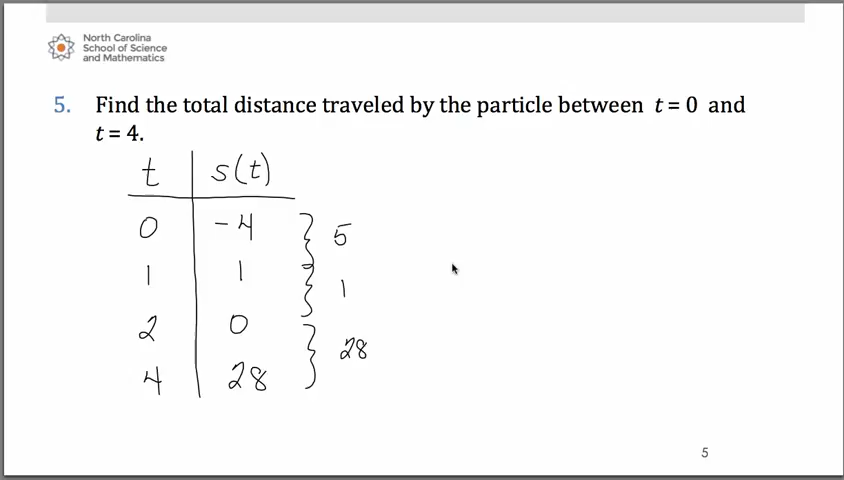 North Carolina
School of Science
and Mathematics
5. Find the total distance traveled by the particle between t = 0 and
t = 4.
t s(t)
0 -4
5
1 1
1
2 0
28
4 28
5